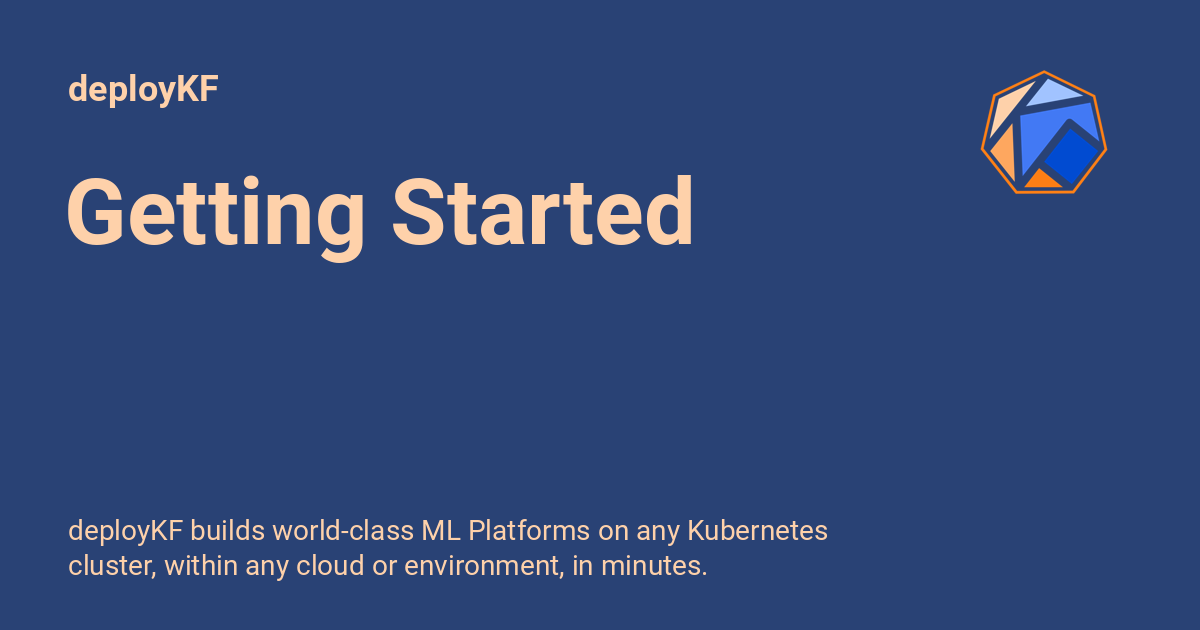 deployKF
Getting Started
deployKF builds world-class ML Platforms on any Kubernetes
cluster, within any cloud or environment, in minutes.